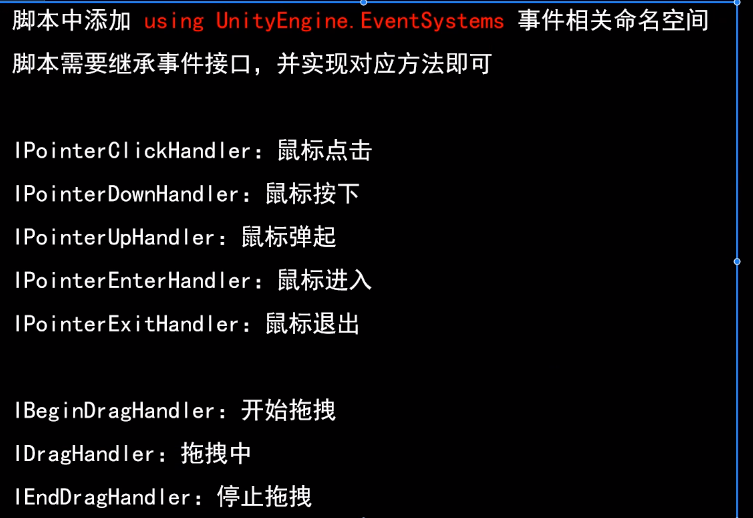 脚本中添加 using UnityEngine.EventSystems 事件相关命名空间
脚本需要继承事件接口，并实现对应方法即可
IPointerClickHandler：鼠标点击
IPointerDownHandler：鼠标按下
IPointerUpHandler：鼠标弹起
IPointerEnterHandler：鼠标进入
IPointerExitHandler：鼠标退出
IBeginDragHandler：开始拖拽
IDragHandler：拖拽中
IEndDragHandler：停止拖拽